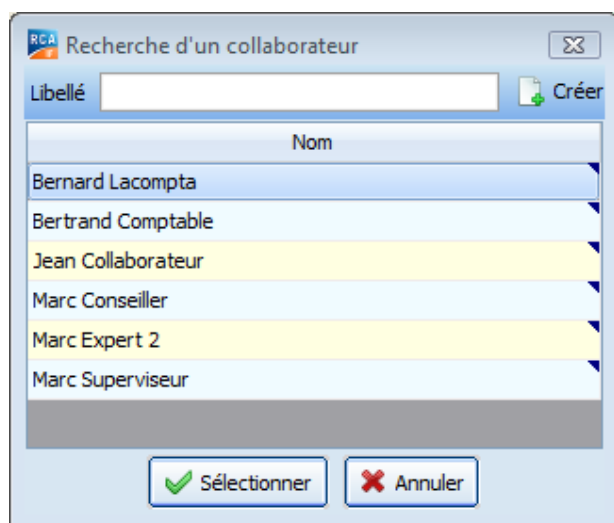 RCA Recherche d'un collaborateur
Libellé Créer
Nom
Bernard Lacompta
Bertrand Comptable
Jean Collaborateur
Marc Conseiller
Marc Expert 2
Marc Superviseur
Sélectionner Annuler